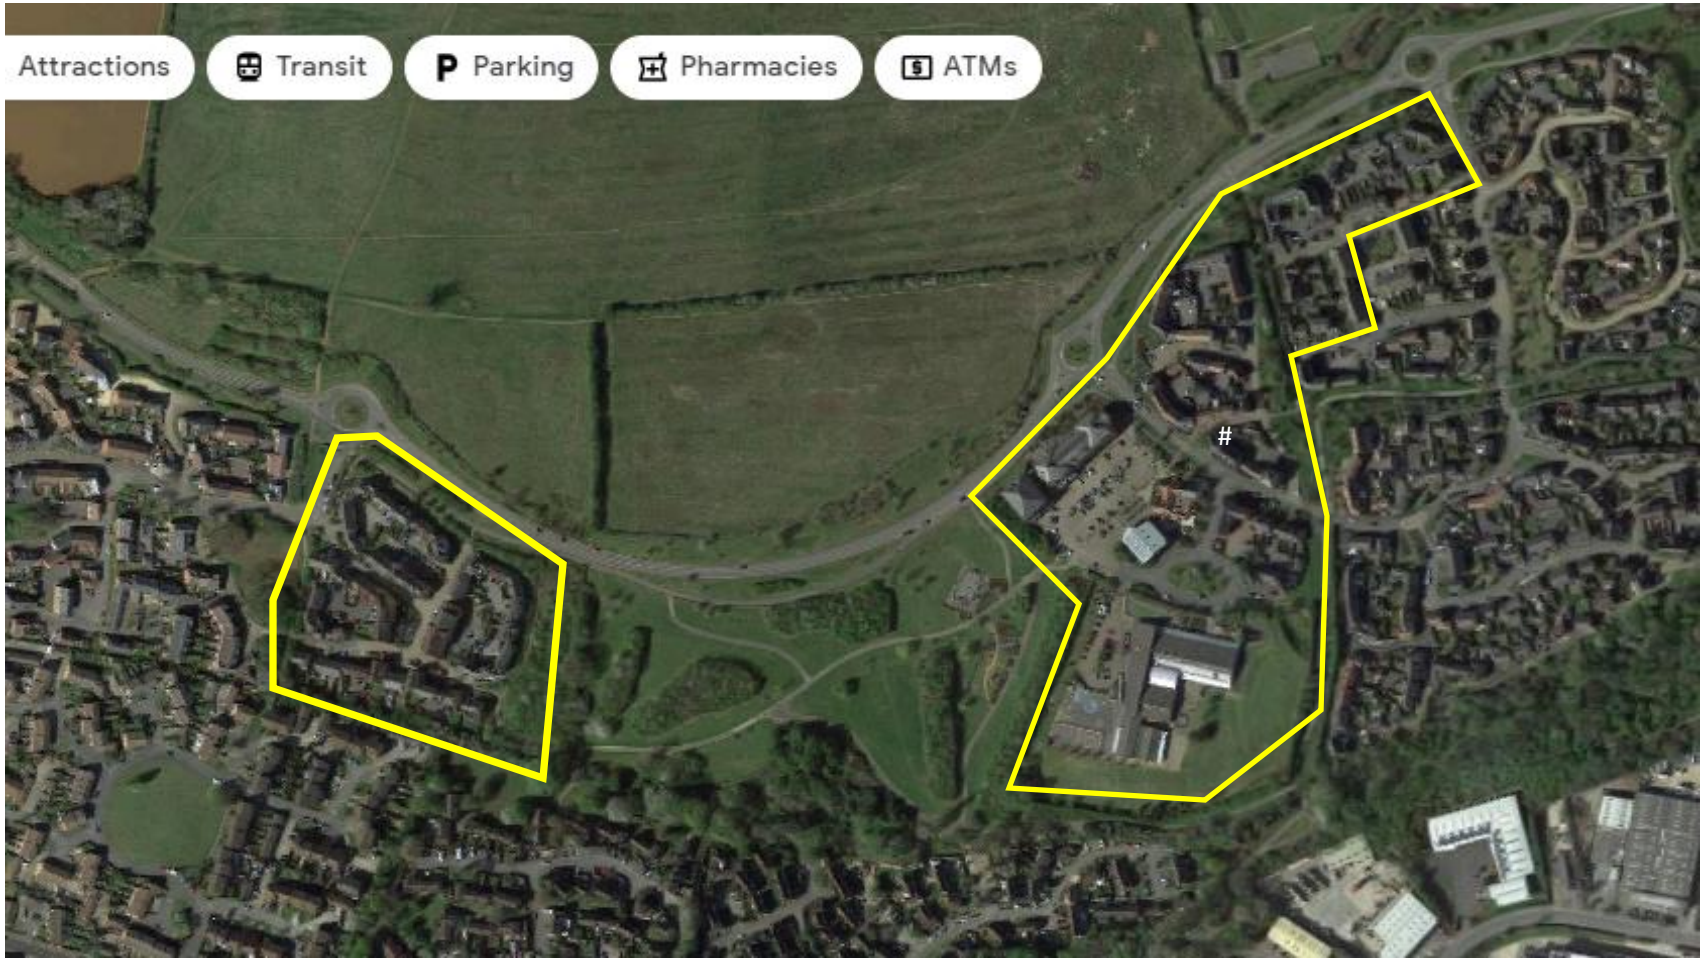 Attractions
Transit
P Parking
Pharmacies
$ ATMs
#